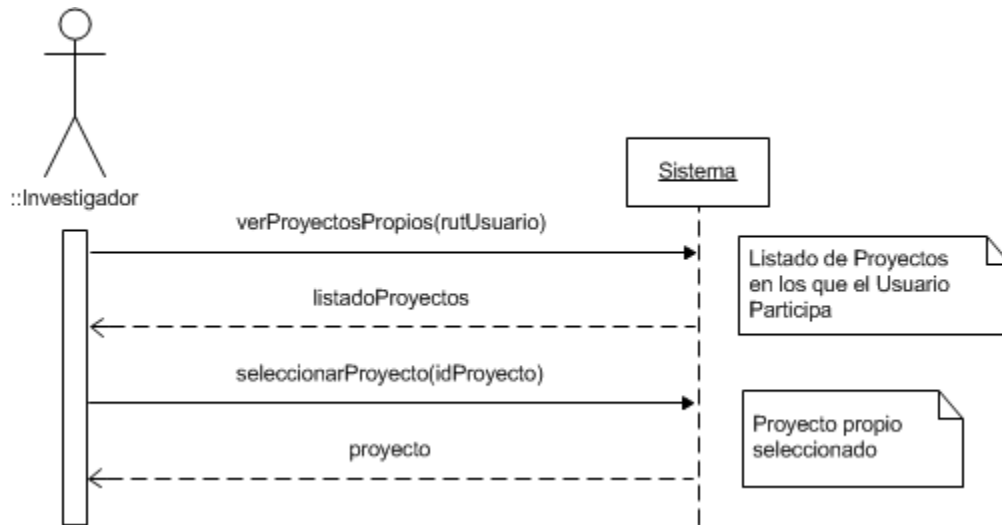 ::Investigador
Sistema
verProyectosPropios(rutUsuario)
Listado de Proyectos
en los que el Usuario
Participa
listadoProyectos
seleccionarProyecto(idProyecto)
Proyecto propio
seleccionado
proyecto